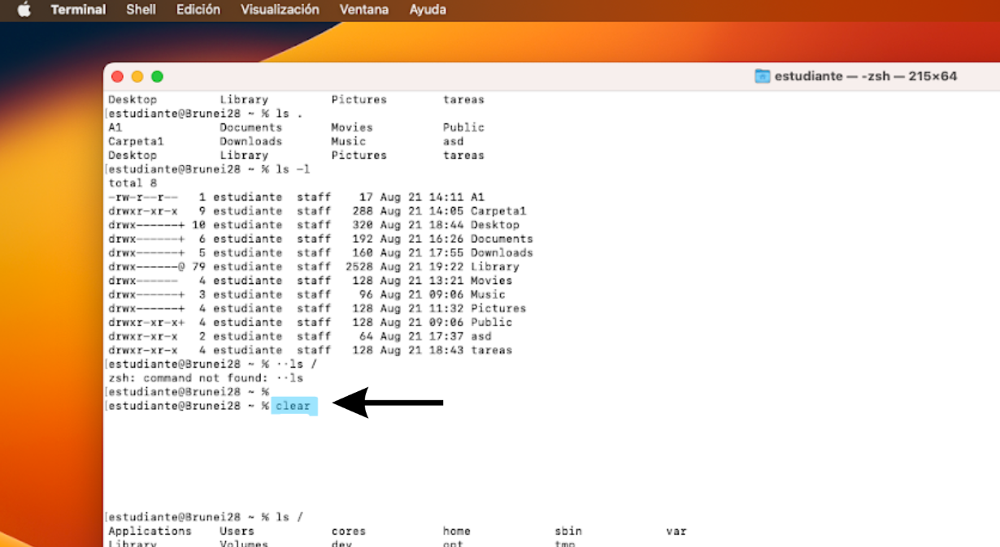 Terminal Shell Edición Visualización Ventana Ayuda
estudiante — -zsh — 215×64
Desktop Library Pictures tareas
[estudiante@Brunei28 ~ % ls .
A1 Documents Movies Public
Carpeta1 Downloads Music asd
Desktop Library Pictures tareas
[estudiante@Brunei28 ~ % ls -l
total 8
-rw-r--r-- 1 estudiante staff 17 Aug 21 14:11 A1
drwxr-xr-x 9 estudiante staff 288 Aug 21 14:05 Carpeta1
drwx------+ 10 estudiante staff 320 Aug 21 18:44 Desktop
drwx------+ 6 estudiante staff 192 Aug 21 16:26 Documents
drwx------+ 5 estudiante staff 160 Aug 21 17:55 Downloads
drwx------@ 79 estudiante staff 2528 Aug 21 19:22 Library
drwx------ 4 estudiante staff 128 Aug 21 13:21 Movies
drwx------+ 3 estudiante staff 96 Aug 21 09:06 Music
drwx------+ 4 estudiante staff 128 Aug 21 11:32 Pictures
drwxr-xr-x+ 4 estudiante staff 128 Aug 21 09:06 Public
drwxr-xr-x 2 estudiante staff 64 Aug 21 17:37 asd
drwxr-xr-x 4 estudiante staff 128 Aug 21 18:43 tareas
[estudiante@Brunei28 ~ % ··ls /
zsh: command not found: ··ls
[estudiante@Brunei28 ~ %
[estudiante@Brunei28 ~ % clear
[estudiante@Brunei28 ~ % ls /
Applications Users cores home sbin var
Library Volumes dev opt tmp